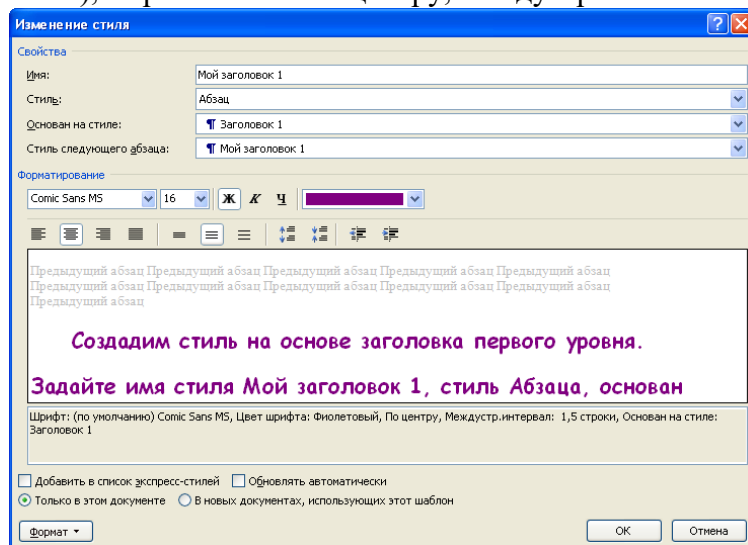 Изменение стиля
Свойства
Имя: Мой заголовок 1
Стиль: Абзац
Основан на стиле: ¶ Заголовок 1
Стиль следующего абзаца: ¶ Мой заголовок 1
Форматирование
Comic Sans MS 16 Ж К Ч
Предыдущий абзац Предыдущий абзац Предыдущий абзац Предыдущий абзац Предыдущий абзац
Предыдущий абзац Предыдущий абзац Предыдущий абзац Предыдущий абзац Предыдущий абзац
Предыдущий абзац
Создадим стиль на основе заголовка первого уровня.
Задайте имя стиля Мой заголовок 1, стиль Абзаца, основан
Шрифт: (по умолчанию) Comic Sans MS, Цвет шрифта: Фиолетовый, По центру, Междустр.интервал: 1,5 строки, Основан на стиле:
Заголовок 1
Добавить в список экспресс-стилей Обновлять автоматически
Только в этом документе В новых документах, использующих этот шаблон
Формат ОК Отмена